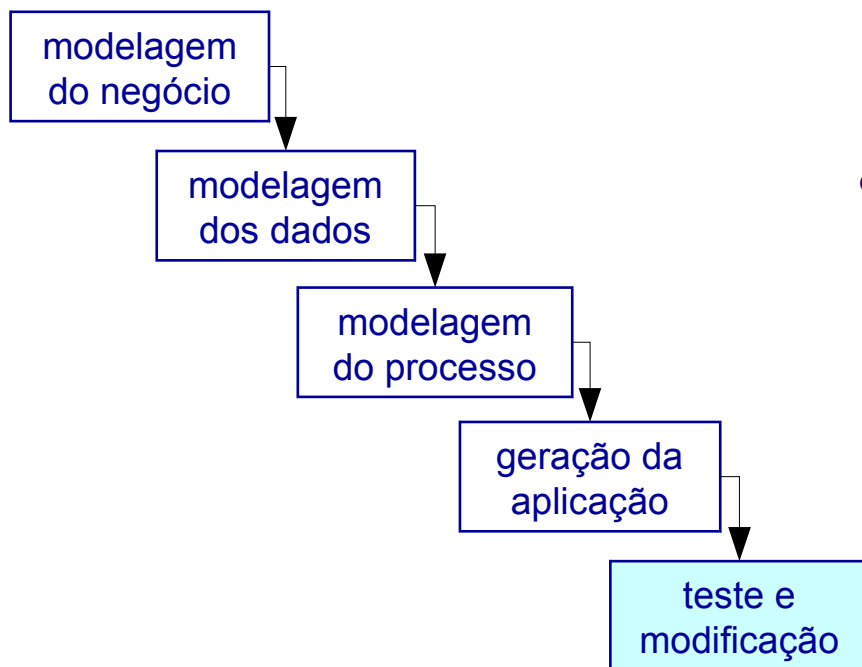 modelagem
do negócio
modelagem
dos dados
modelagem
do processo
geração da
aplicação
teste e
modificação